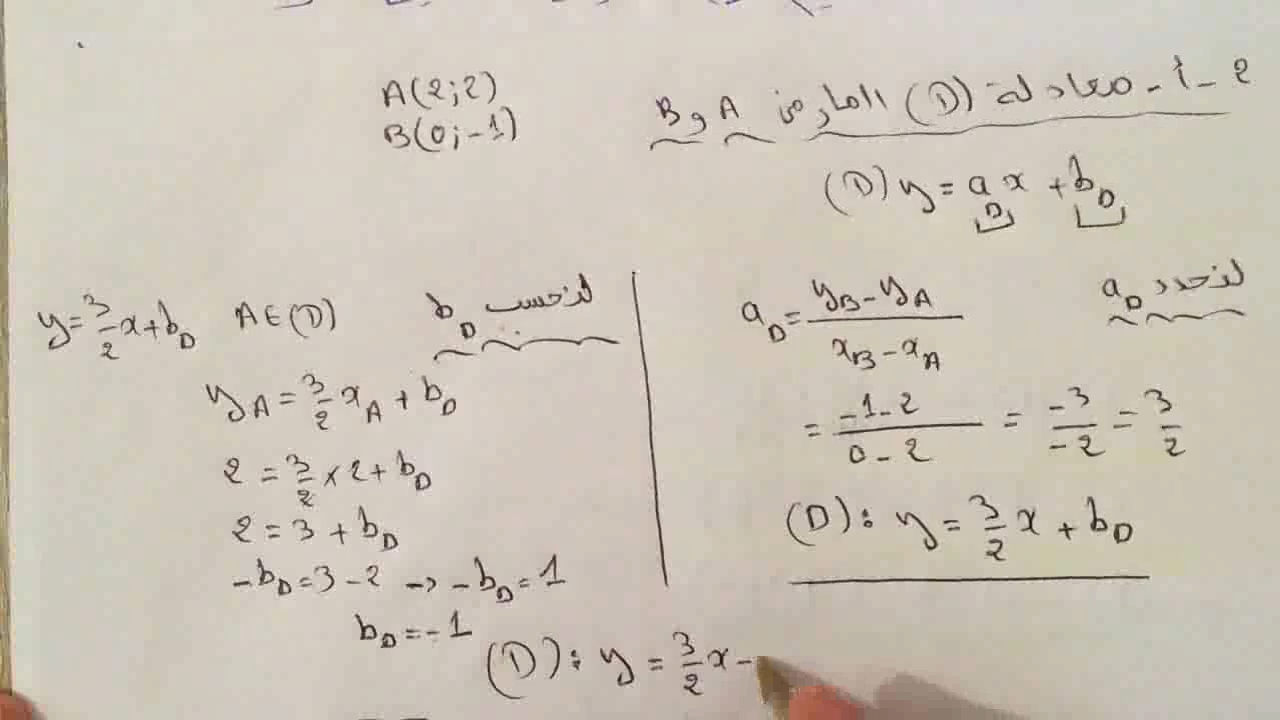 2 - أ - معادلة (D) المار من A و B
A(2;2)
B(0;-1)
(D) y = a_D x + b_D
لنحدد a_D
a_D = (y_B - y_A)/(x_B - x_A)
= (-1-2)/(0-2) = -3/-2 = 3/2
(D): y = 3/2 x + b_D
لنحسب b_D
A ∈ (D)
y = 3/2 x + b_D
y_A = 3/2 x_A + b_D
2 = 3/2 × 2 + b_D
2 = 3 + b_D
-b_D = 3 - 2 → -b_D = 1
b_D = -1
(D): y = 3/2 x -